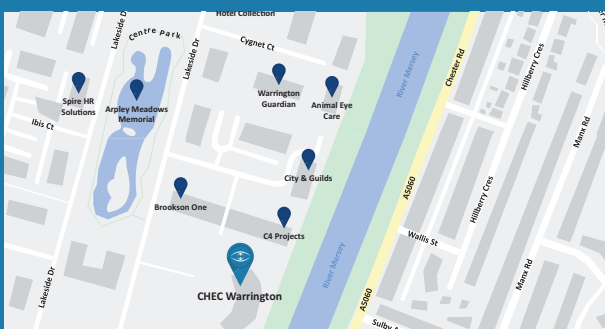 Hotel Collection
Lakeside Dr
Centre Park
Lakeside Dr
Cygnet Ct
River Mersey
Chester Rd
Hillberry Cres
Spire HR
Solutions
Arpley Meadows
Memorial
Warrington
Guardian
Animal Eye
Care
Ibis Ct
Manx Rd
City & Guilds
A5060
Hillberry Cres
Brookson One
C4 Projects
Wallis St
River Mersey
Manx Rd
Lakeside Dr
CHEC Warrington
A5060
Sulby